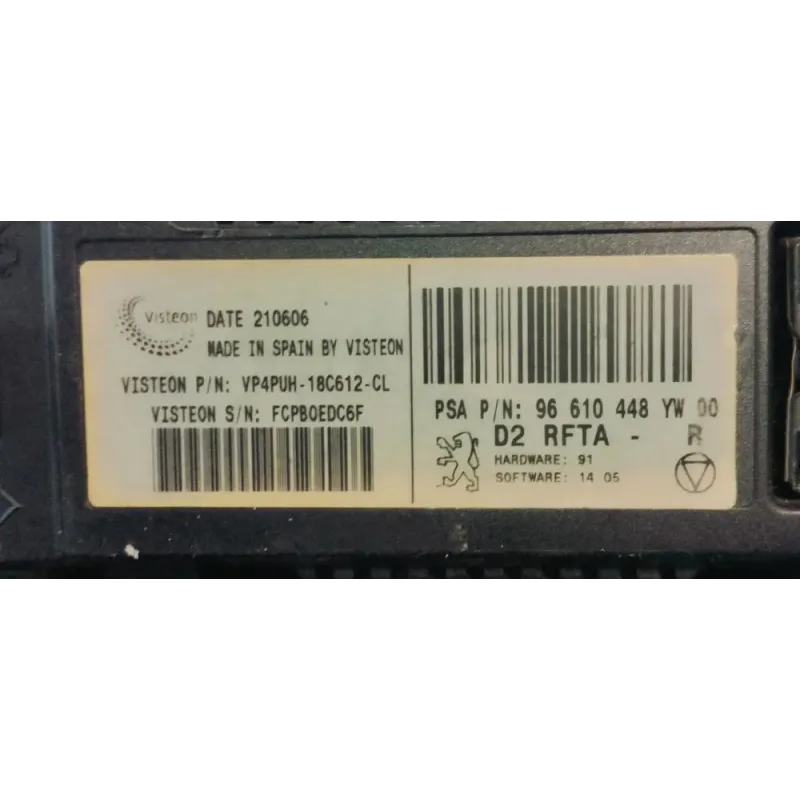 Visteon DATE 210606
MADE IN SPAIN BY VISTEON
VISTEON P/N: VP4PUH-18C612-CL
VISTEON S/N: FCPB0EDC6F
PSA P/N: 96 610 448 YW 00
D2 RFTA - R
HARDWARE: 91
SOFTWARE: 14 05